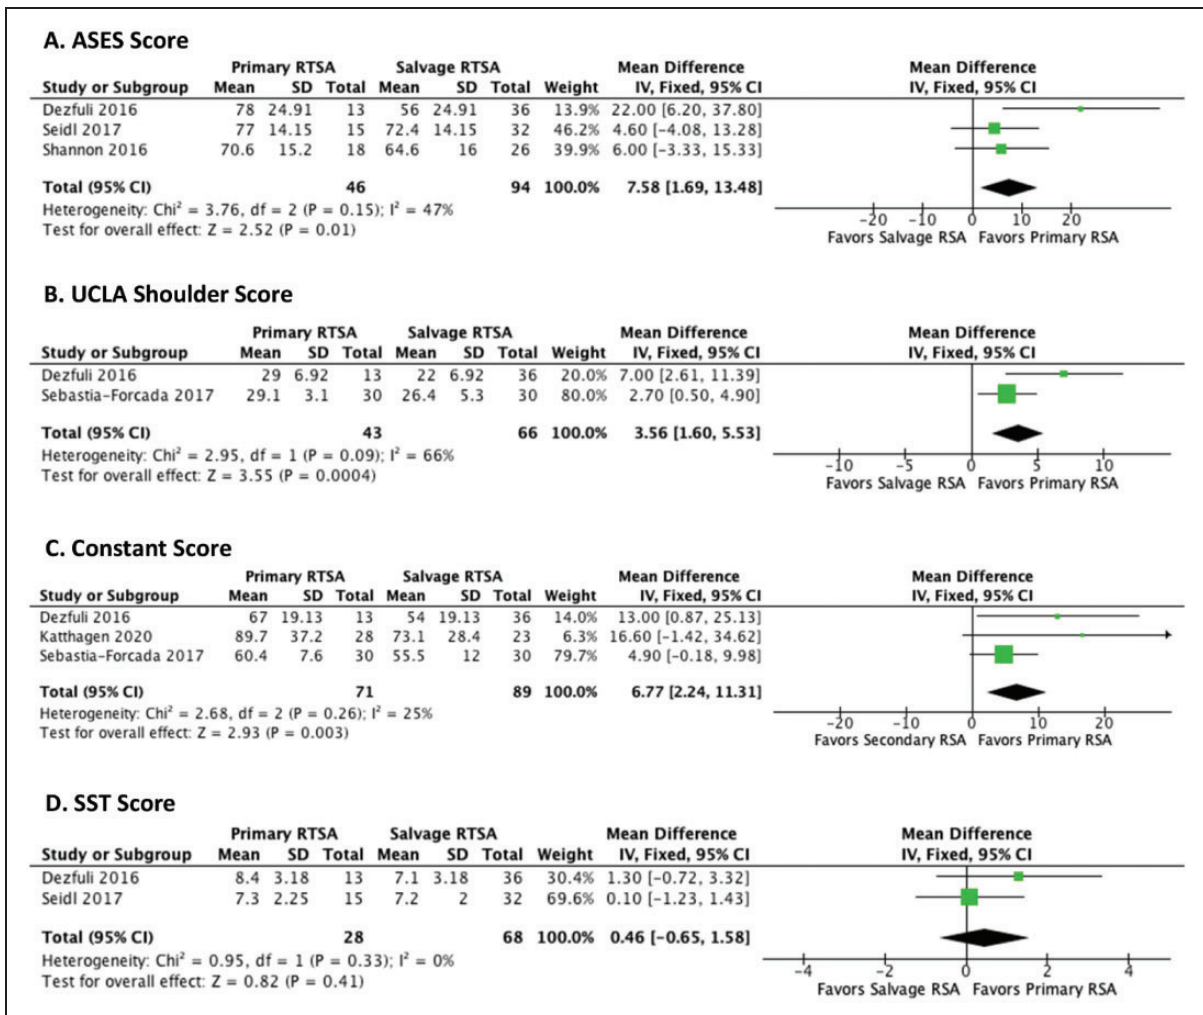 A. ASES Score
Primary RTSA Salvage RTSA Mean Difference Mean Difference
Study or Subgroup Mean SD Total Mean SD Total Weight IV, Fixed, 95% CI IV, Fixed, 95% CI
Dezfuli 2016 78 24.91 13 56 24.91 36 13.9% 22.00 [6.20, 37.80]
Seidl 2017 77 14.15 15 72.4 14.15 32 46.2% 4.60 [−4.08, 13.28]
Shannon 2016 70.6 15.2 18 64.6 16 26 39.9% 6.00 [−3.33, 15.33]
Total (95% CI) 46 94 100.0% 7.58 [1.69, 13.48]
Heterogeneity: Chi² = 3.76, df = 2 (P = 0.15); I² = 47%
Test for overall effect: Z = 2.52 (P = 0.01)
−20 −10 0 10 20
Favors Salvage RSA Favors Primary RSA
B. UCLA Shoulder Score
Primary RTSA Salvage RTSA Mean Difference Mean Difference
Study or Subgroup Mean SD Total Mean SD Total Weight IV, Fixed, 95% CI IV, Fixed, 95% CI
Dezfuli 2016 29 6.92 13 22 6.92 36 20.0% 7.00 [2.61, 11.39]
Sebastia-Forcada 2017 29.1 3.1 30 26.4 5.3 30 80.0% 2.70 [0.50, 4.90]
Total (95% CI) 43 66 100.0% 3.56 [1.60, 5.53]
Heterogeneity: Chi² = 2.95, df = 1 (P = 0.09); I² = 66%
Test for overall effect: Z = 3.55 (P = 0.0004)
−10 −5 0 5 10
Favors Salvage RSA Favors Primary RSA
C. Constant Score
Primary RTSA Salvage RTSA Mean Difference Mean Difference
Study or Subgroup Mean SD Total Mean SD Total Weight IV, Fixed, 95% CI IV, Fixed, 95% CI
Dezfuli 2016 67 19.13 13 54 19.13 36 14.0% 13.00 [0.87, 25.13]
Katthagen 2020 89.7 37.2 28 73.1 28.4 23 6.3% 16.60 [−1.42, 34.62]
Sebastia-Forcada 2017 60.4 7.6 30 55.5 12 30 79.7% 4.90 [−0.18, 9.98]
Total (95% CI) 71 89 100.0% 6.77 [2.24, 11.31]
Heterogeneity: Chi² = 2.68, df = 2 (P = 0.26); I² = 25%
Test for overall effect: Z = 2.93 (P = 0.003)
−20 −10 0 10 20
Favors Secondary RSA Favors Primary RSA
D. SST Score
Primary RTSA Salvage RTSA Mean Difference Mean Difference
Study or Subgroup Mean SD Total Mean SD Total Weight IV, Fixed, 95% CI IV, Fixed, 95% CI
Dezfuli 2016 8.4 3.18 13 7.1 3.18 36 30.4% 1.30 [−0.72, 3.32]
Seidl 2017 7.3 2.25 15 7.2 2 32 69.6% 0.10 [−1.23, 1.43]
Total (95% CI) 28 68 100.0% 0.46 [−0.65, 1.58]
Heterogeneity: Chi² = 0.95, df = 1 (P = 0.33); I² = 0%
Test for overall effect: Z = 0.82 (P = 0.41)
−4 −2 0 2 4
Favors Salvage RSA Favors Primary RSA